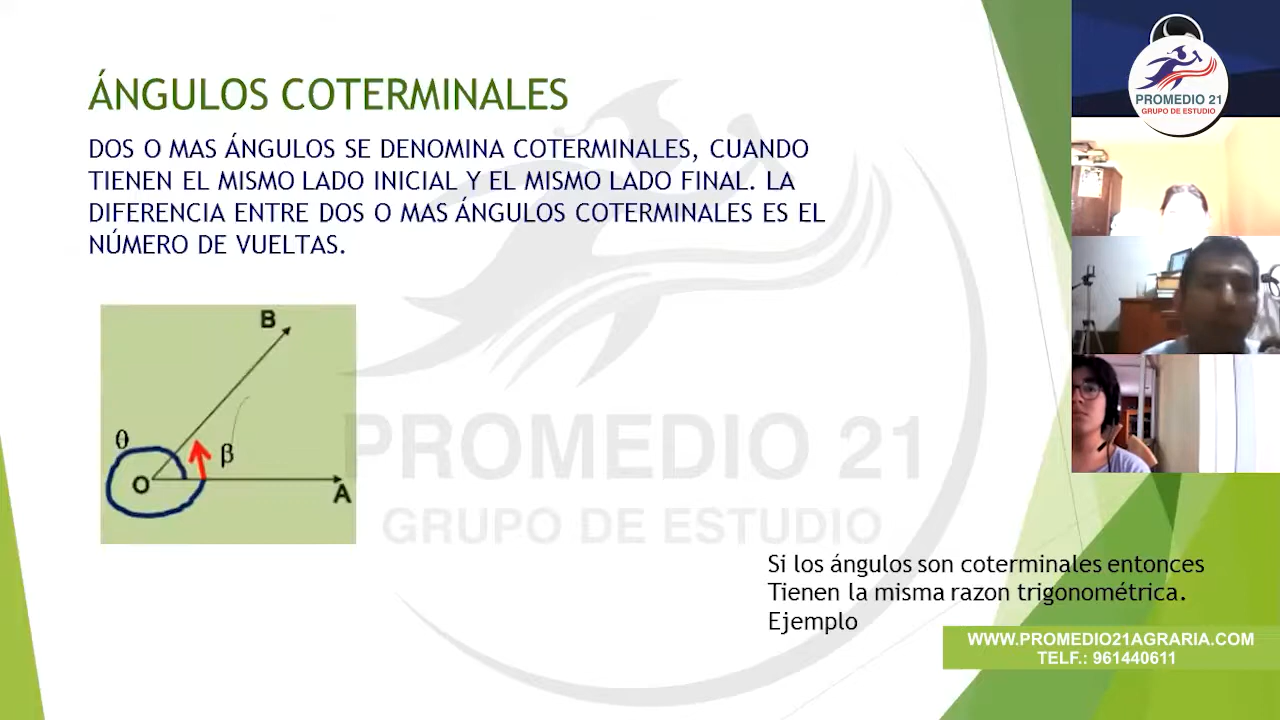 ÁNGULOS COTERMINALES
DOS O MAS ÁNGULOS SE DENOMINA COTERMINALES, CUANDO
TIENEN EL MISMO LADO INICIAL Y EL MISMO LADO FINAL. LA
DIFERENCIA ENTRE DOS O MAS ÁNGULOS COTERMINALES ES EL
NÚMERO DE VUELTAS.
B
θ
β
O
A
PROMEDIO 21
GRUPO DE ESTUDIO
Si los ángulos son coterminales entonces
Tienen la misma razon trigonométrica.
Ejemplo
PROMEDIO 21
GRUPO DE ESTUDIO
WWW.PROMEDIO21AGRARIA.COM
TELF.: 961440611